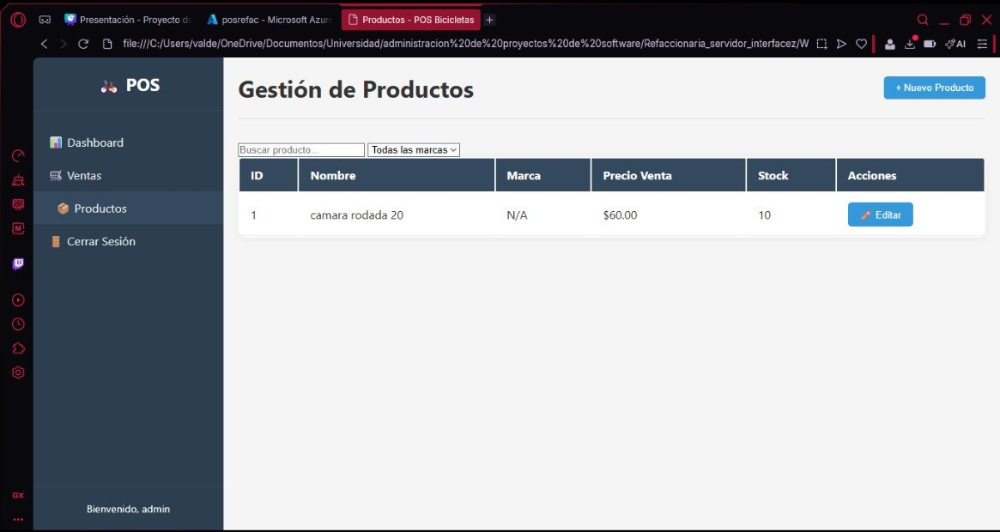 Presentación - Proyecto de
posrefac - Microsoft Azure
Productos - POS Bicicletas
file:///C:/Users/valde/OneDrive/Documentos/Universidad/administracion%20de%20proyectos%20de%20software/Refaccionaria_servidor_interfacez/W
AI
POS
Gestión de Productos
+ Nuevo Producto
Dashboard
Ventas
Productos
Cerrar Sesión
Buscar producto...
Todas las marcas
ID Nombre Marca Precio Venta Stock Acciones
1 camara rodada 20 N/A $60.00 10 Editar
M
GX
Bienvenido, admin